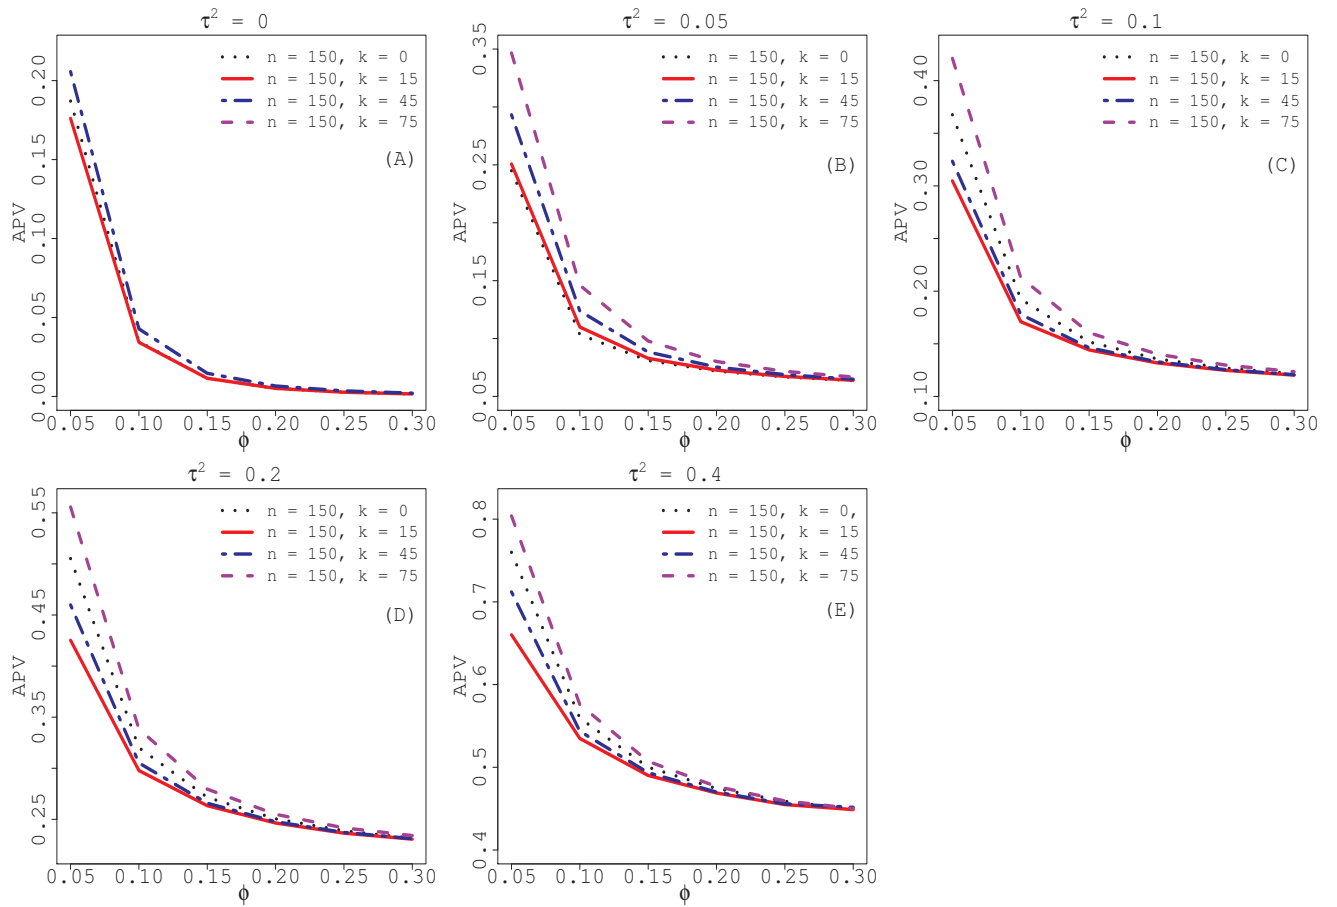 τ² = 0
n = 150, k = 0
n = 150, k = 15
n = 150, k = 45
n = 150, k = 75
(A)
APV
0.00 0.05 0.10 0.15 0.20
0.05 0.10 0.15 0.20 0.25 0.30
ϕ
τ² = 0.05
n = 150, k = 0
n = 150, k = 15
n = 150, k = 45
n = 150, k = 75
(B)
APV
0.05 0.15 0.25 0.35
0.05 0.10 0.15 0.20 0.25 0.30
ϕ
τ² = 0.1
n = 150, k = 0
n = 150, k = 15
n = 150, k = 45
n = 150, k = 75
(C)
APV
0.10 0.20 0.30 0.40
0.05 0.10 0.15 0.20 0.25 0.30
ϕ
τ² = 0.2
n = 150, k = 0
n = 150, k = 15
n = 150, k = 45
n = 150, k = 75
(D)
APV
0.25 0.35 0.45 0.55
0.05 0.10 0.15 0.20 0.25 0.30
ϕ
τ² = 0.4
n = 150, k = 0,
n = 150, k = 15
n = 150, k = 45
n = 150, k = 75
(E)
APV
0.4 0.5 0.6 0.7 0.8
0.05 0.10 0.15 0.20 0.25 0.30
ϕ